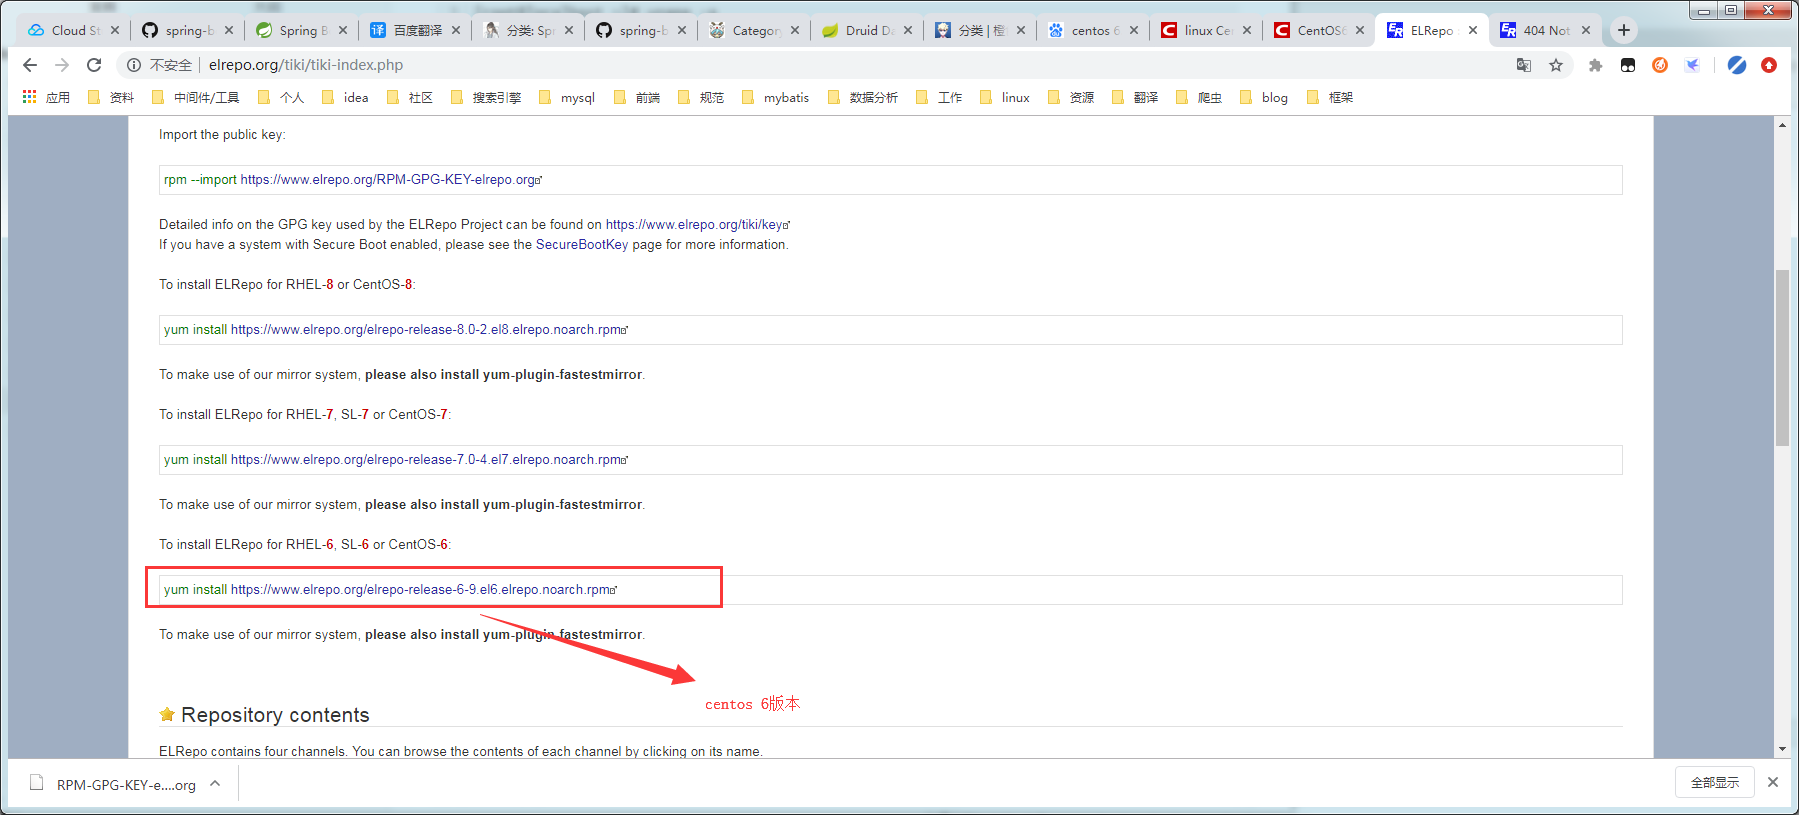 Cloud St
spring-b
Spring B
百度翻译
分类: Spr
spring-b
Categor
Druid Da
分类 | 橙
centos 6
linux Ce
CentOS6
ELRepo :
404 Not
不安全
elrepo.org/tiki/tiki-index.php
应用
资料
中间件/工具
个人
idea
社区
搜索引擎
mysql
前端
规范
mybatis
数据分析
工作
linux
资源
翻译
爬虫
blog
框架
Import the public key:
rpm --import https://www.elrepo.org/RPM-GPG-KEY-elrepo.org
Detailed info on the GPG key used by the ELRepo Project can be found on https://www.elrepo.org/tiki/key
If you have a system with Secure Boot enabled, please see the SecureBootKey page for more information.
To install ELRepo for RHEL-8 or CentOS-8:
yum install https://www.elrepo.org/elrepo-release-8.0-2.el8.elrepo.noarch.rpm
To make use of our mirror system, please also install yum-plugin-fastestmirror.
To install ELRepo for RHEL-7, SL-7 or CentOS-7:
yum install https://www.elrepo.org/elrepo-release-7.0-4.el7.elrepo.noarch.rpm
To make use of our mirror system, please also install yum-plugin-fastestmirror.
To install ELRepo for RHEL-6, SL-6 or CentOS-6:
yum install https://www.elrepo.org/elrepo-release-6-9.el6.elrepo.noarch.rpm
To make use of our mirror system, please also install yum-plugin-fastestmirror.
centos 6版本
Repository contents
ELRepo contains four channels. You can browse the contents of each channel by clicking on its name.
RPM-GPG-KEY-e....org
全部显示